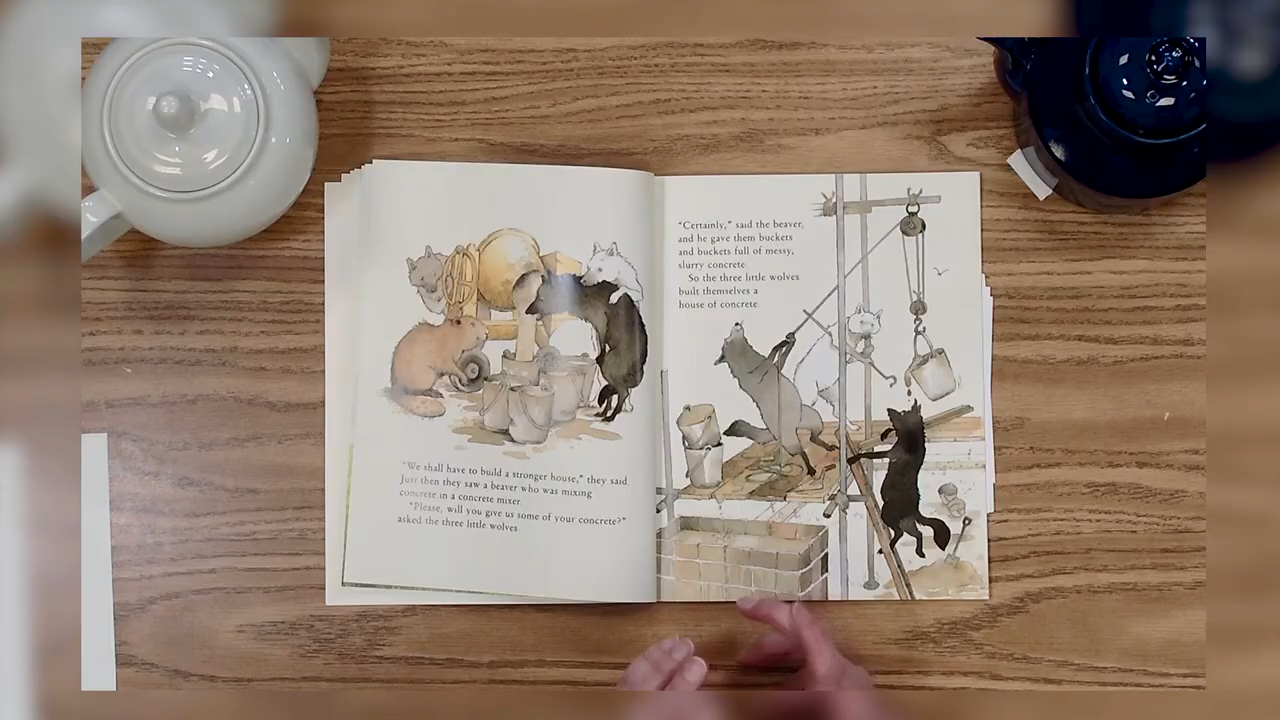 "We shall have to build a stronger house," they said.
Just then they saw a beaver who was mixing
concrete in a concrete mixer.
"Please, will you give us some of your concrete?"
asked the three little wolves.
"Certainly," said the beaver,
and he gave them buckets
and buckets full of messy,
slurry concrete.
So the three little wolves
built themselves a
house of concrete.